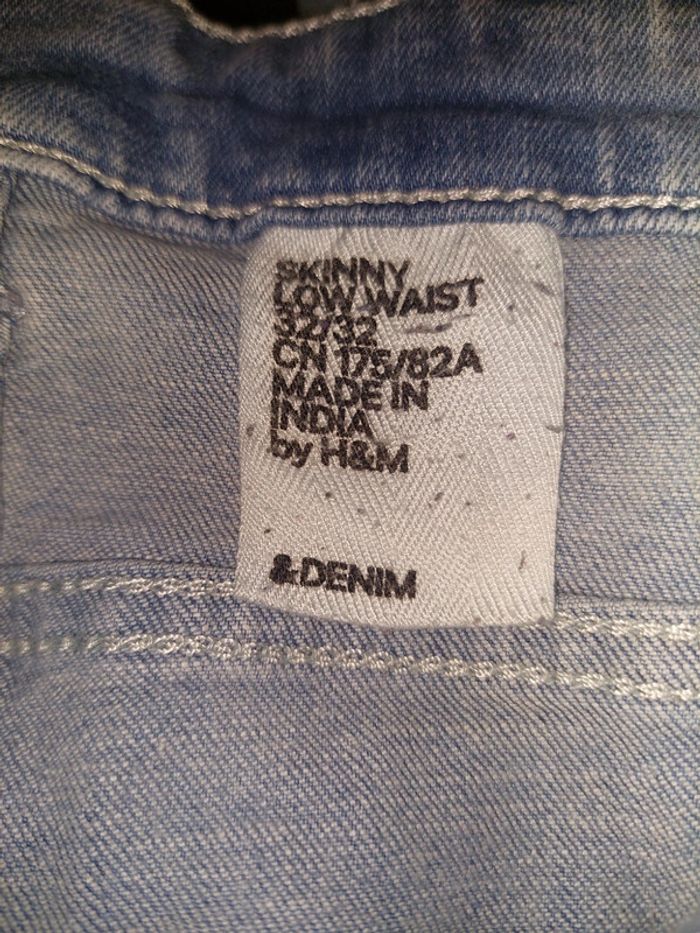 SKINNY
LOW WAIST
32/32
CN 175/82A
MADE IN
INDIA
by H&M
&DENIM